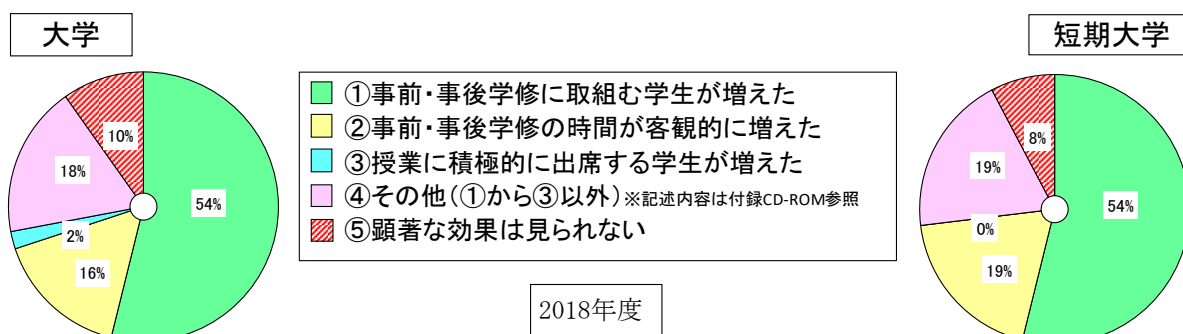 大学
短期大学
①事前・事後学修に取組む学生が増えた
②事前・事後学修の時間が客観的に増えた
③授業に積極的に出席する学生が増えた
④その他(①から③以外)※記述内容は付録CD-ROM参照
⑤顕著な効果は見られない
10%
18%
54%
2%
16%
8%
19%
54%
0%
19%
2018年度